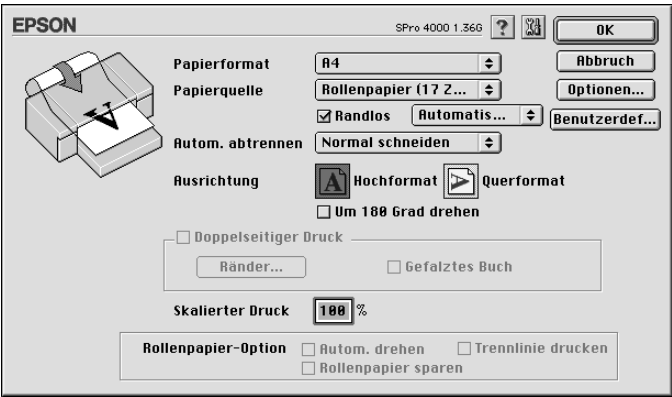 EPSON
SPro 4000 1.36G
?
OK
Papierformat
A4
Abbruch
Papierquelle
Rollenpapier (17 Z...
Optionen...
Randlos
Automatis...
Benutzerdef...
Autom. abtrennen
Normal schneiden
Ausrichtung
A
Hochformat
A
Querformat
Um 180 Grad drehen
Doppelseitiger Druck
Ränder...
Gefalztes Buch
Skalierter Druck
100
%
Rollenpapier-Option
Autom. drehen
Trennlinie drucken
Rollenpapier sparen